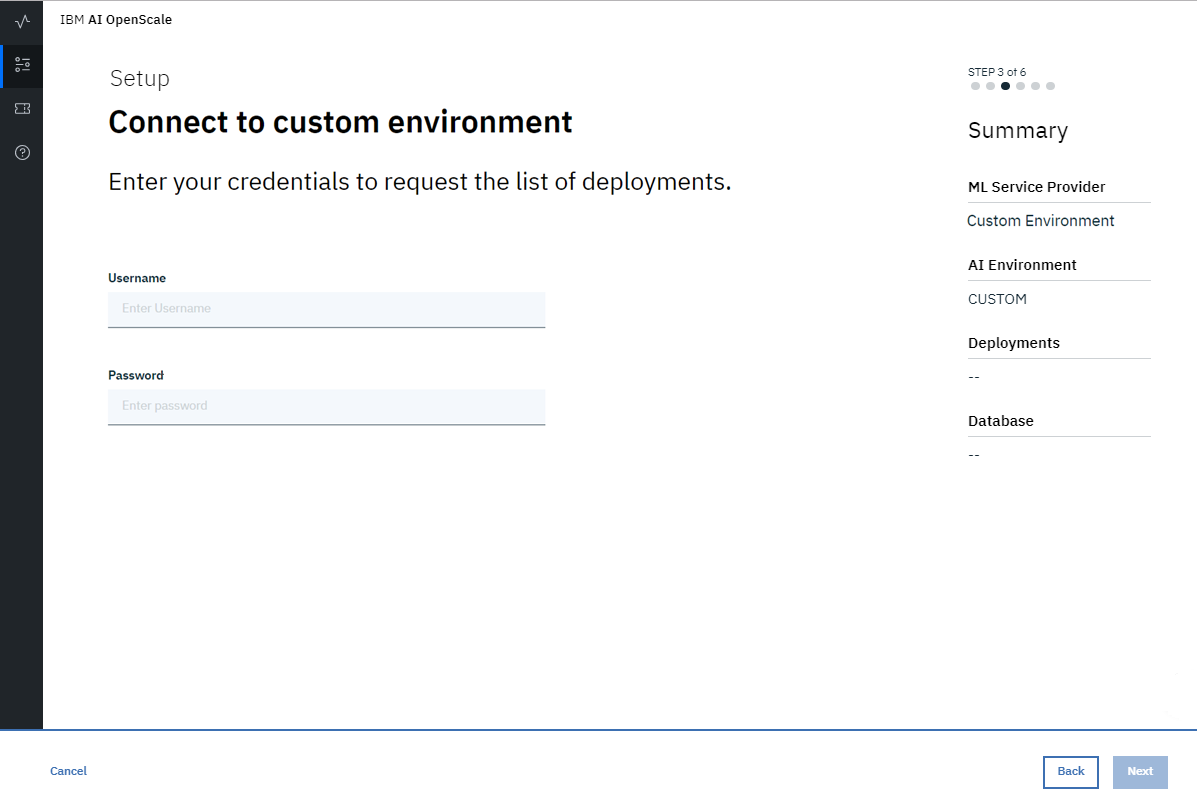 IBM AI OpenScale
Setup
Connect to custom environment
Enter your credentials to request the list of deployments.
Username
Enter Username
Password
Enter password
STEP 3 of 6
Summary
ML Service Provider
Custom Environment
AI Environment
CUSTOM
Deployments
--
Database
--
Cancel
Back
Next